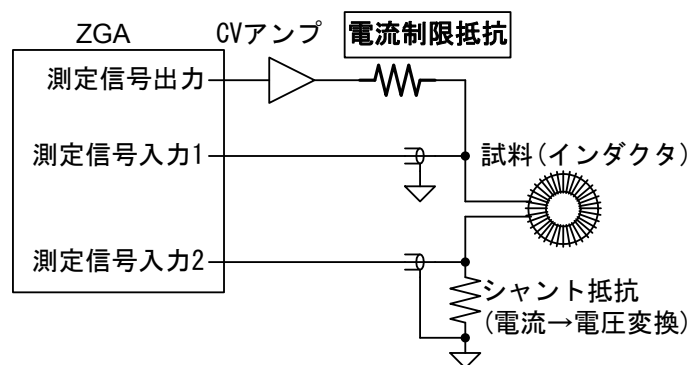 ZGA
CVアンプ
電流制限抵抗
測定信号出力
測定信号入力1
試料(インダクタ)
測定信号入力2
シャント抵抗
(電流→電圧変換)